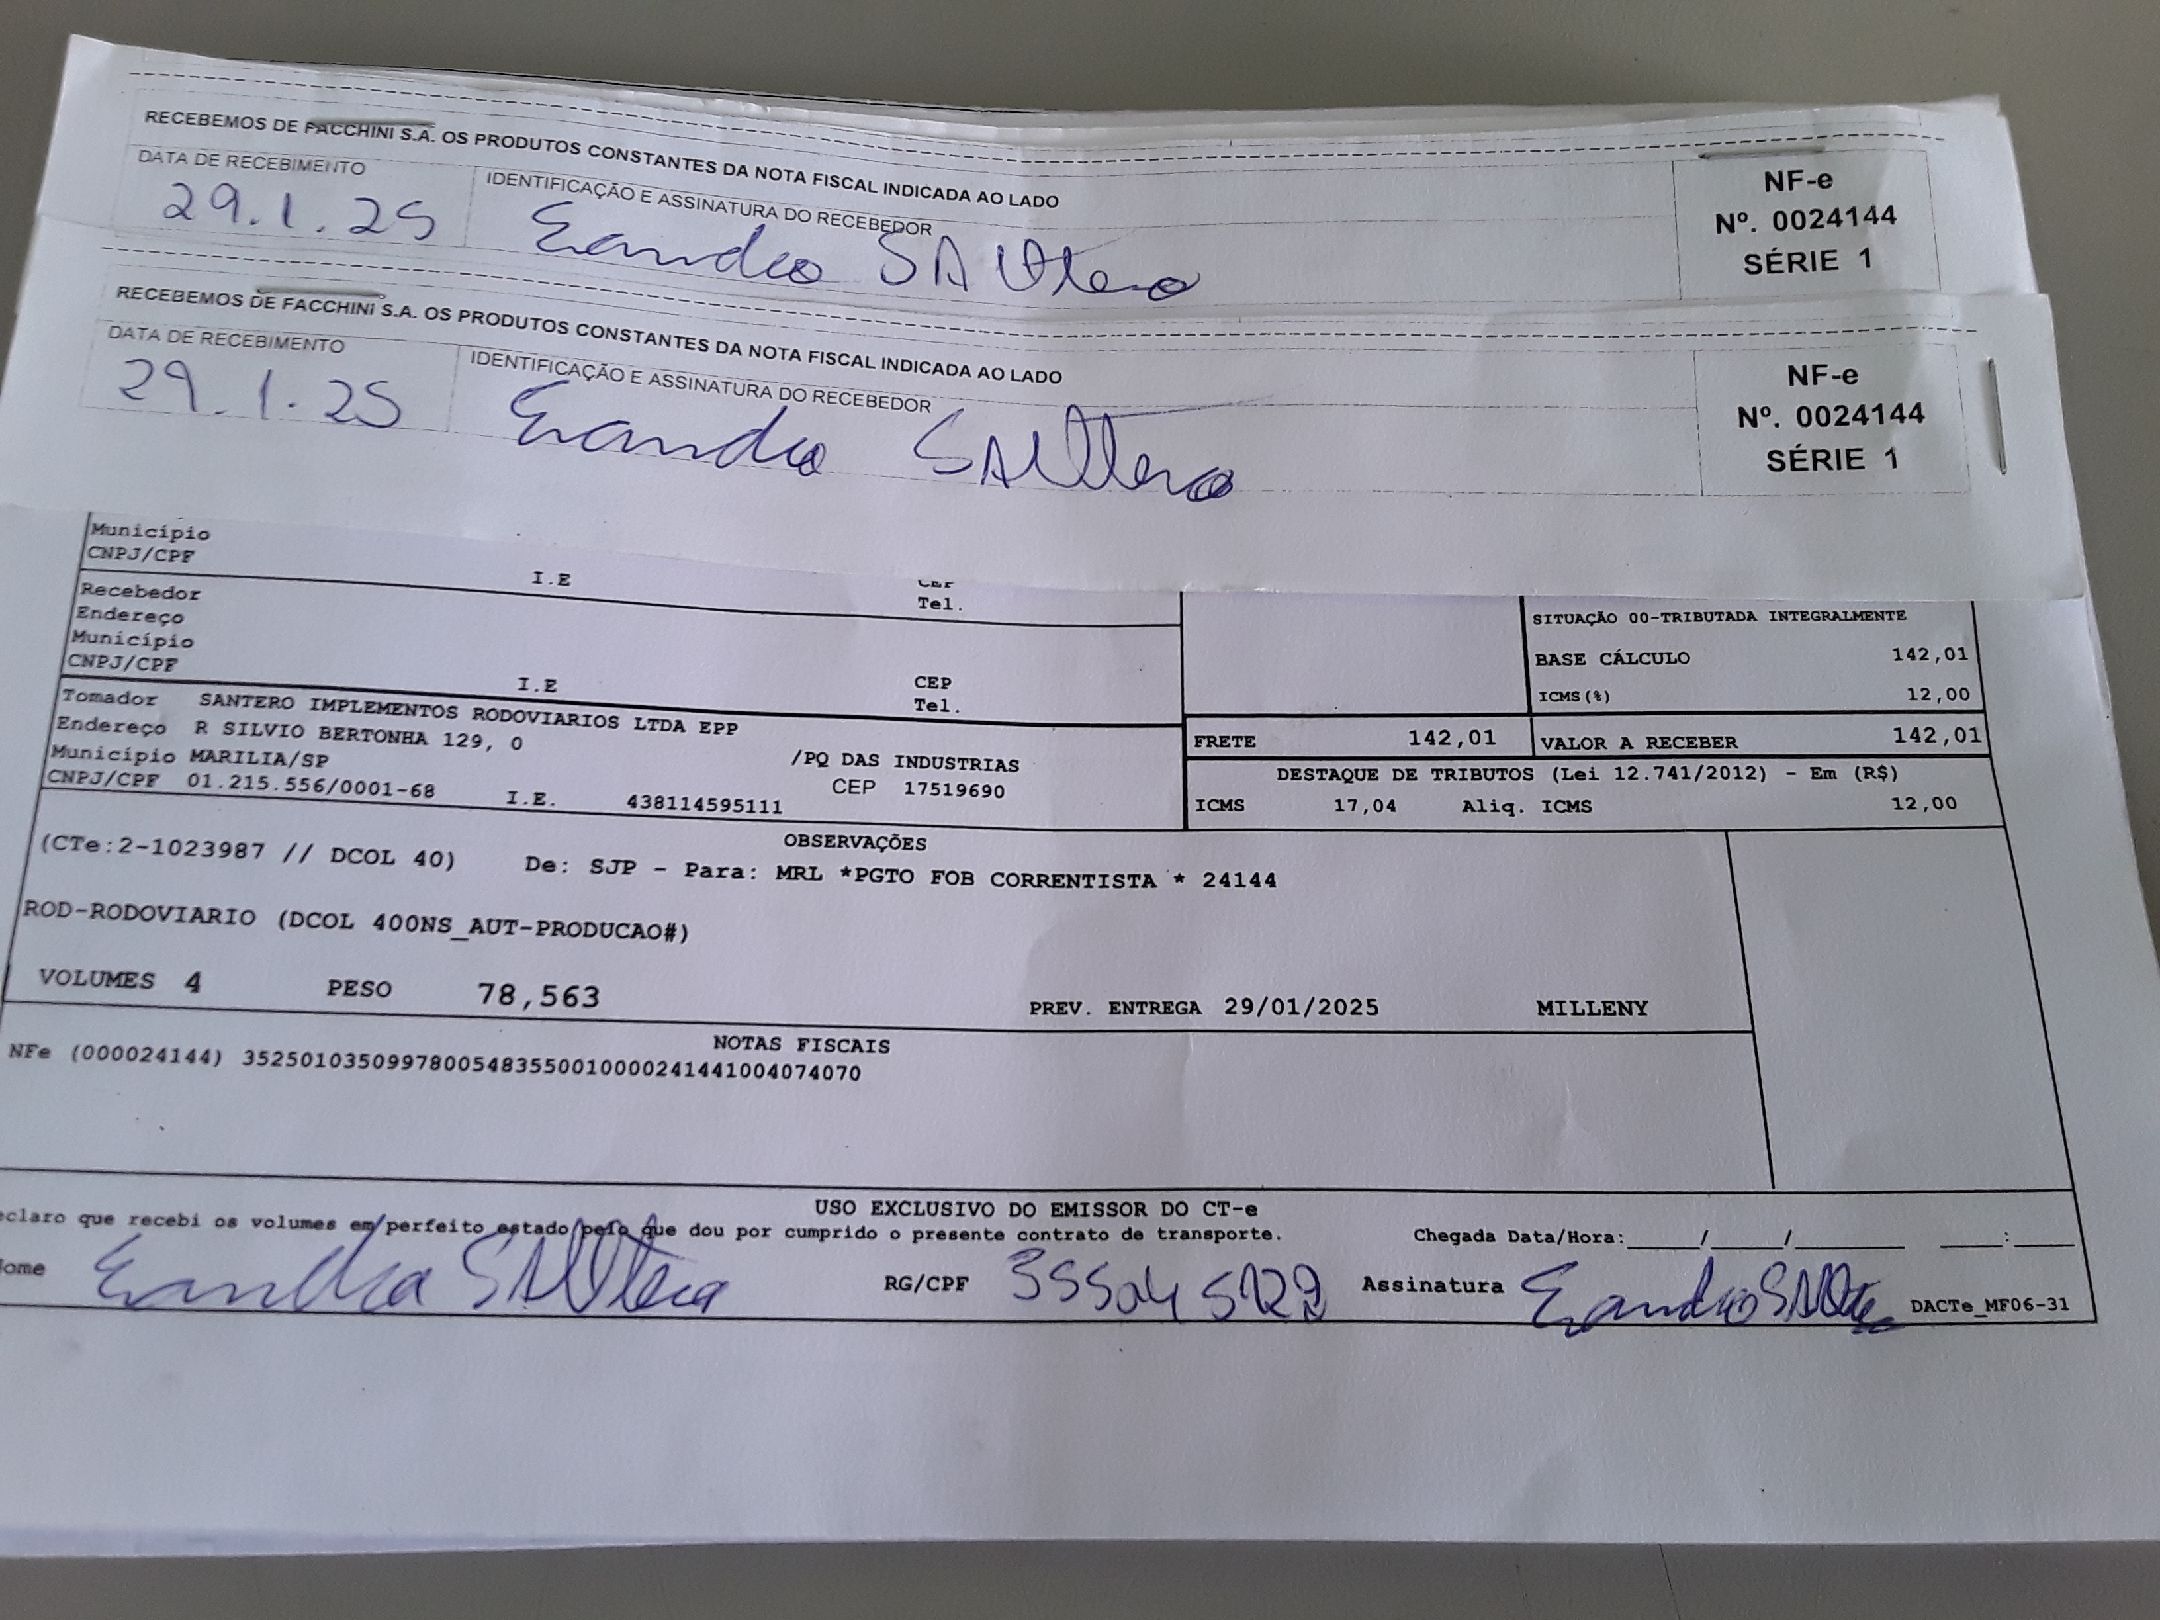 RECEBEMOS DE FACCHINI S.A. OS PRODUTOS CONSTANTES DA NOTA FISCAL INDICADA AO LADO
DATA DE RECEBIMENTO
29.1.25
IDENTIFICAÇÃO E ASSINATURA DO RECEBEDOR
NF-e
Nº. 0024144
SÉRIE 1
RECEBEMOS DE FACCHINI S.A. OS PRODUTOS CONSTANTES DA NOTA FISCAL INDICADA AO LADO
DATA DE RECEBIMENTO
29.1.25
IDENTIFICAÇÃO E ASSINATURA DO RECEBEDOR
NF-e
Nº. 0024144
SÉRIE 1
Município
CNPJ/CPF I.E Tel.
Recebedor
Endereço
Município CEP
CNPJ/CPF I.E Tel.
SITUAÇÃO 00-TRIBUTADA INTEGRALMENTE
BASE CÁLCULO 142,01
ICMS(%) 12,00
Tomador SANTERO IMPLEMENTOS RODOVIARIOS LTDA EPP
Endereço R SILVIO BERTONHA 129, 0 /PQ DAS INDUSTRIAS
Município MARILIA/SP CEP 17519690
CNPJ/CPF 01.215.556/0001-68 I.E. 438114595111
FRETE 142,01 VALOR A RECEBER 142,01
DESTAQUE DE TRIBUTOS (Lei 12.741/2012) - Em (R$)
ICMS 17,04 Aliq. ICMS 12,00
OBSERVAÇÕES
(CTe:2-1023987 // DCOL 40) De: SJP - Para: MRL *PGTO FOB CORRENTISTA * 24144
ROD-RODOVIARIO (DCOL 400NS_AUT-PRODUCAO#)
VOLUMES 4 PESO 78,563 PREV. ENTREGA 29/01/2025 MILLENY
NOTAS FISCAIS
NFe (000024144) 35250103509978005483550010000241441004074070
USO EXCLUSIVO DO EMISSOR DO CT-e
eclaro que recebi os volumes em perfeito estado pelo que dou por cumprido o presente contrato de transporte. Chegada Data/Hora:_____/_____/________ ____:____
ome RG/CPF Assinatura DACTe_MF06-31